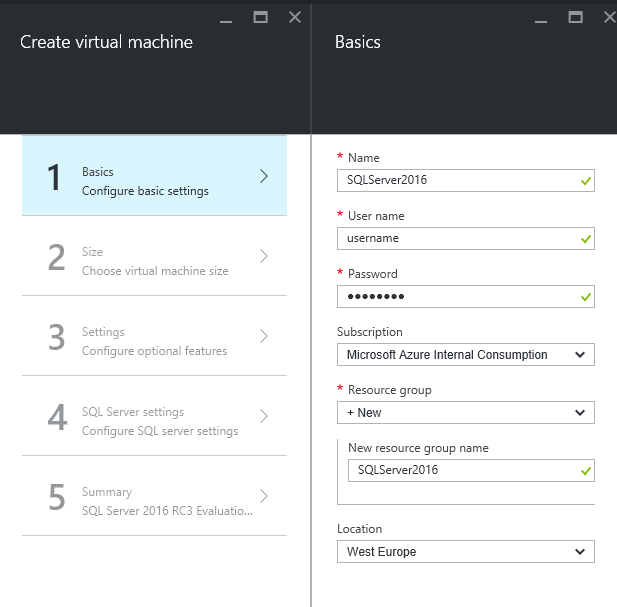 Create virtual machine
1
Basics
Configure basic settings
2
Size
Choose virtual machine size
3
Settings
Configure optional features
4
SQL Server settings
Configure SQL server settings
5
Summary
SQL Server 2016 RC3 Evaluatio...
Basics
* Name
SQLServer2016
* User name
username
* Password
••••••••
Subscription
Microsoft Azure Internal Consumption
* Resource group
+ New
New resource group name
SQLServer2016
Location
West Europe